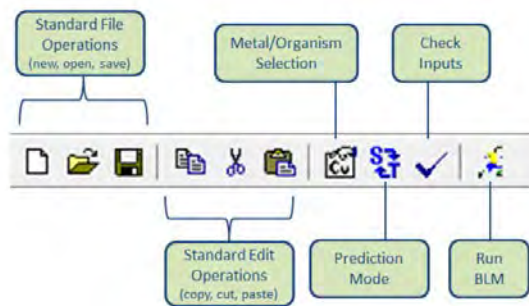 Standard File
Operations
(new, open, save)
Metal/Organism
Selection
Check
Inputs
Cu
S
T
Standard Edit
Operations
(copy, cut, paste)
Prediction
Mode
Run
BLM